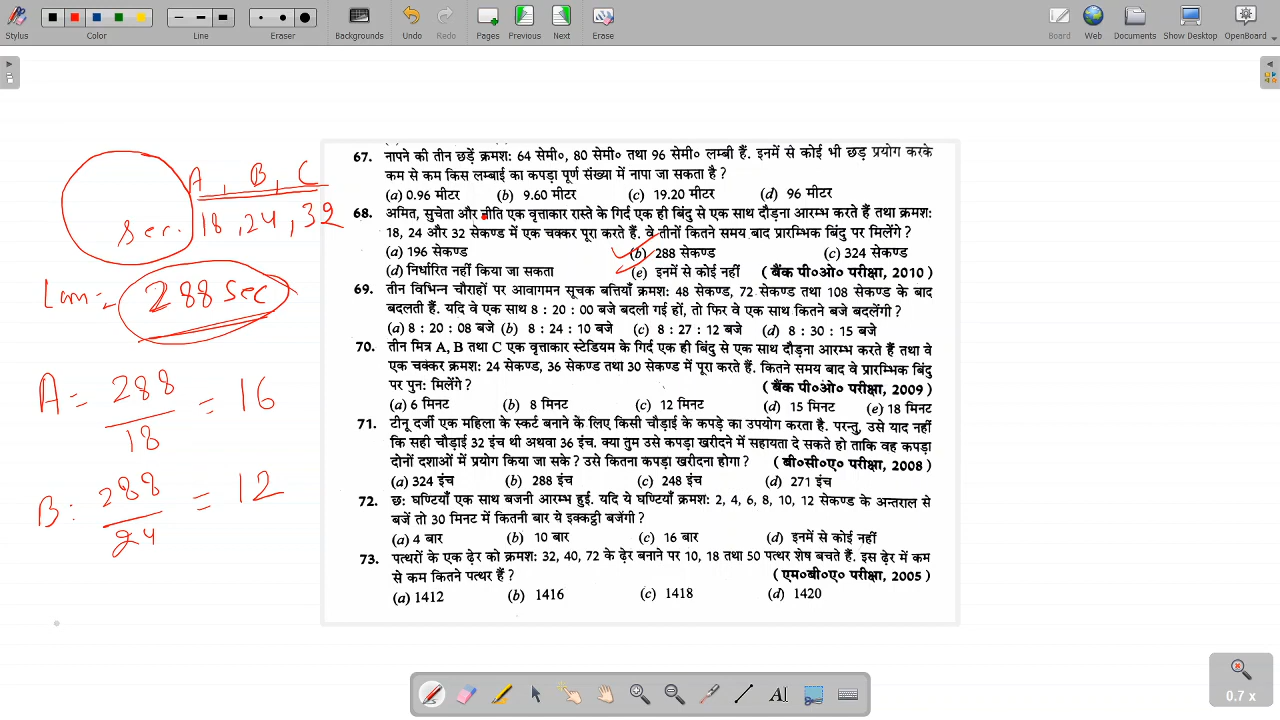 Stylus
Color
Line
Eraser
Backgrounds
Undo
Redo
Pages
Previous
Next
Erase
Board
Web
Documents
Show Desktop
OpenBoard
A, B, C
Sec. 18, 24, 32
Lcm = 288 sec
A = 288/18 = 16
B: 288/24 = 12
67. नापने की तीन छड़ें क्रमशः 64 सेमी०, 80 सेमी० तथा 96 सेमी० लम्बी हैं. इनमें से कोई भी छड़ प्रयोग करके
कम से कम किस लम्बाई का कपड़ा पूर्ण संख्या में नापा जा सकता है ?
(a) 0.96 मीटर (b) 9.60 मीटर (c) 19.20 मीटर (d) 96 मीटर
68. अमित, सुचेता और नीति एक वृत्ताकार रास्ते के गिर्द एक ही बिंदु से एक साथ दौड़ना आरम्भ करते हैं तथा क्रमशः
18, 24 और 32 सेकण्ड में एक चक्कर पूरा करते हैं. वे तीनों कितने समय बाद प्रारम्भिक बिंदु पर मिलेंगे ?
(a) 196 सेकण्ड (b) 288 सेकण्ड (c) 324 सेकण्ड
(d) निर्धारित नहीं किया जा सकता (e) इनमें से कोई नहीं (बैंक पी०ओ० परीक्षा, 2010)
69. तीन विभिन्न चौराहों पर आवागमन सूचक बत्तियाँ क्रमशः 48 सेकण्ड, 72 सेकण्ड तथा 108 सेकण्ड के बाद
बदलती हैं. यदि वे एक साथ 8 : 20 : 00 बजे बदली गई हों, तो फिर वे एक साथ कितने बजे बदलेंगी ?
(a) 8 : 20 : 08 बजे (b) 8 : 24 : 10 बजे (c) 8 : 27 : 12 बजे (d) 8 : 30 : 15 बजे
70. तीन मित्र A, B तथा C एक वृत्ताकार स्टेडियम के गिर्द एक ही बिंदु से एक साथ दौड़ना आरम्भ करते हैं तथा वे
एक चक्कर क्रमशः 24 सेकण्ड, 36 सेकण्ड तथा 30 सेकण्ड में पूरा करते हैं. कितने समय बाद वे प्रारम्भिक बिंदु
पर पुनः मिलेंगे ? (बैंक पी०ओ० परीक्षा, 2009)
(a) 6 मिनट (b) 8 मिनट (c) 12 मिनट (d) 15 मिनट (e) 18 मिनट
71. टीनू दर्जी एक महिला के स्कर्ट बनाने के लिए किसी चौड़ाई के कपड़े का उपयोग करता है. परन्तु, उसे याद नहीं
कि सही चौड़ाई 32 इंच थी अथवा 36 इंच. क्या तुम उसे कपड़ा खरीदने में सहायता दे सकते हो ताकि वह कपड़ा
दोनों दशाओं में प्रयोग किया जा सके ? उसे कितना कपड़ा खरीदना होगा ? (बी०सी०ए० परीक्षा, 2008)
(a) 324 इंच (b) 288 इंच (c) 248 इंच (d) 271 इंच
72. छः घण्टियाँ एक साथ बजनी आरम्भ हुई. यदि ये घण्टियाँ क्रमशः 2, 4, 6, 8, 10, 12 सेकण्ड के अन्तराल से
बजें तो 30 मिनट में कितनी बार ये इक्कट्ठी बजेंगी ?
(a) 4 बार (b) 10 बार (c) 16 बार (d) इनमें से कोई नहीं
73. पत्थरों के एक ढ़ेर को क्रमशः 32, 40, 72 के ढ़ेर बनाने पर 10, 18 तथा 50 पत्थर शेष बचते हैं. इस ढ़ेर में कम
से कम कितने पत्थर हैं ? (एम०बी०ए० परीक्षा, 2005)
(a) 1412 (b) 1416 (c) 1418 (d) 1420
0.7 x